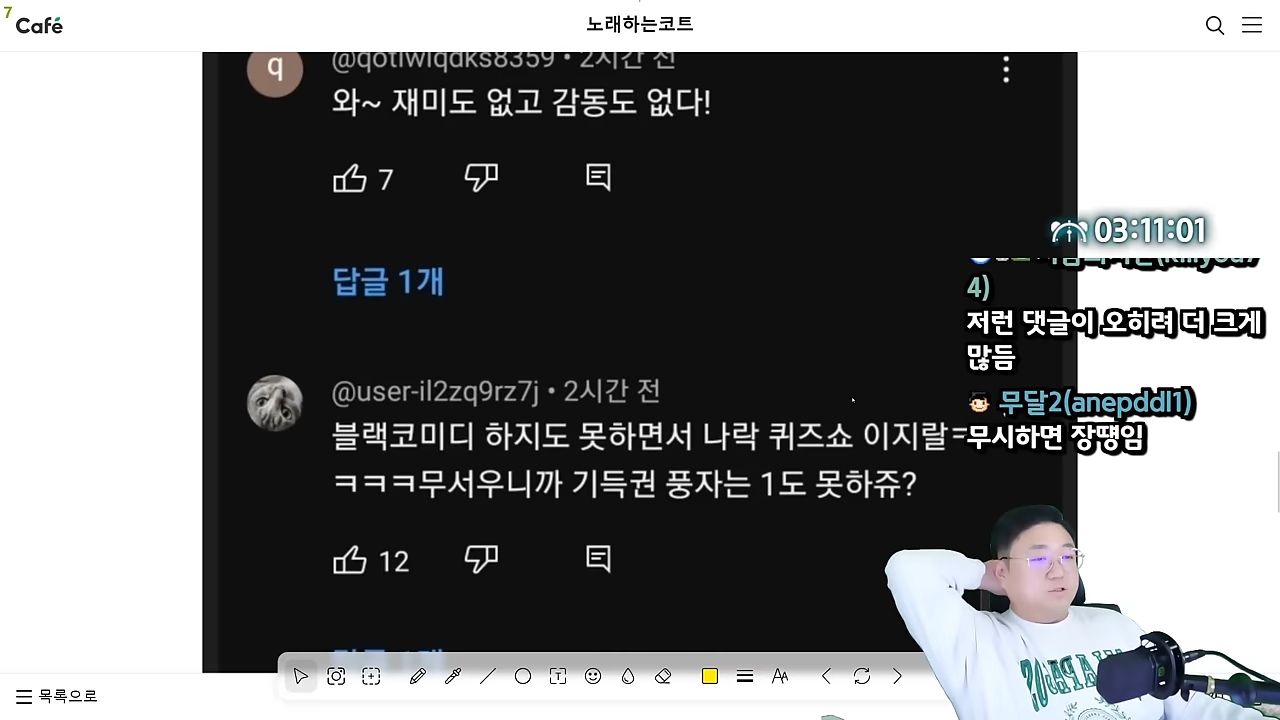 7
Café
노래하는코트
q
@qotlwlqdks8359 • 2시간 전
와~ 재미도 없고 감동도 없다!
7
답글 1개
@user-il2zq9rz7j • 2시간 전
블랙코미디 하지도 못하면서 나락 퀴즈쇼 이지랄ㅋ
ㅋㅋㅋ무서우니까 기득권 풍자는 1도 못하쥬?
12
03:11:01
4)
저런 댓글이 오히려 더 크게
많듬
무달2(anepddl1)
무시하면 장떙임
목록으로